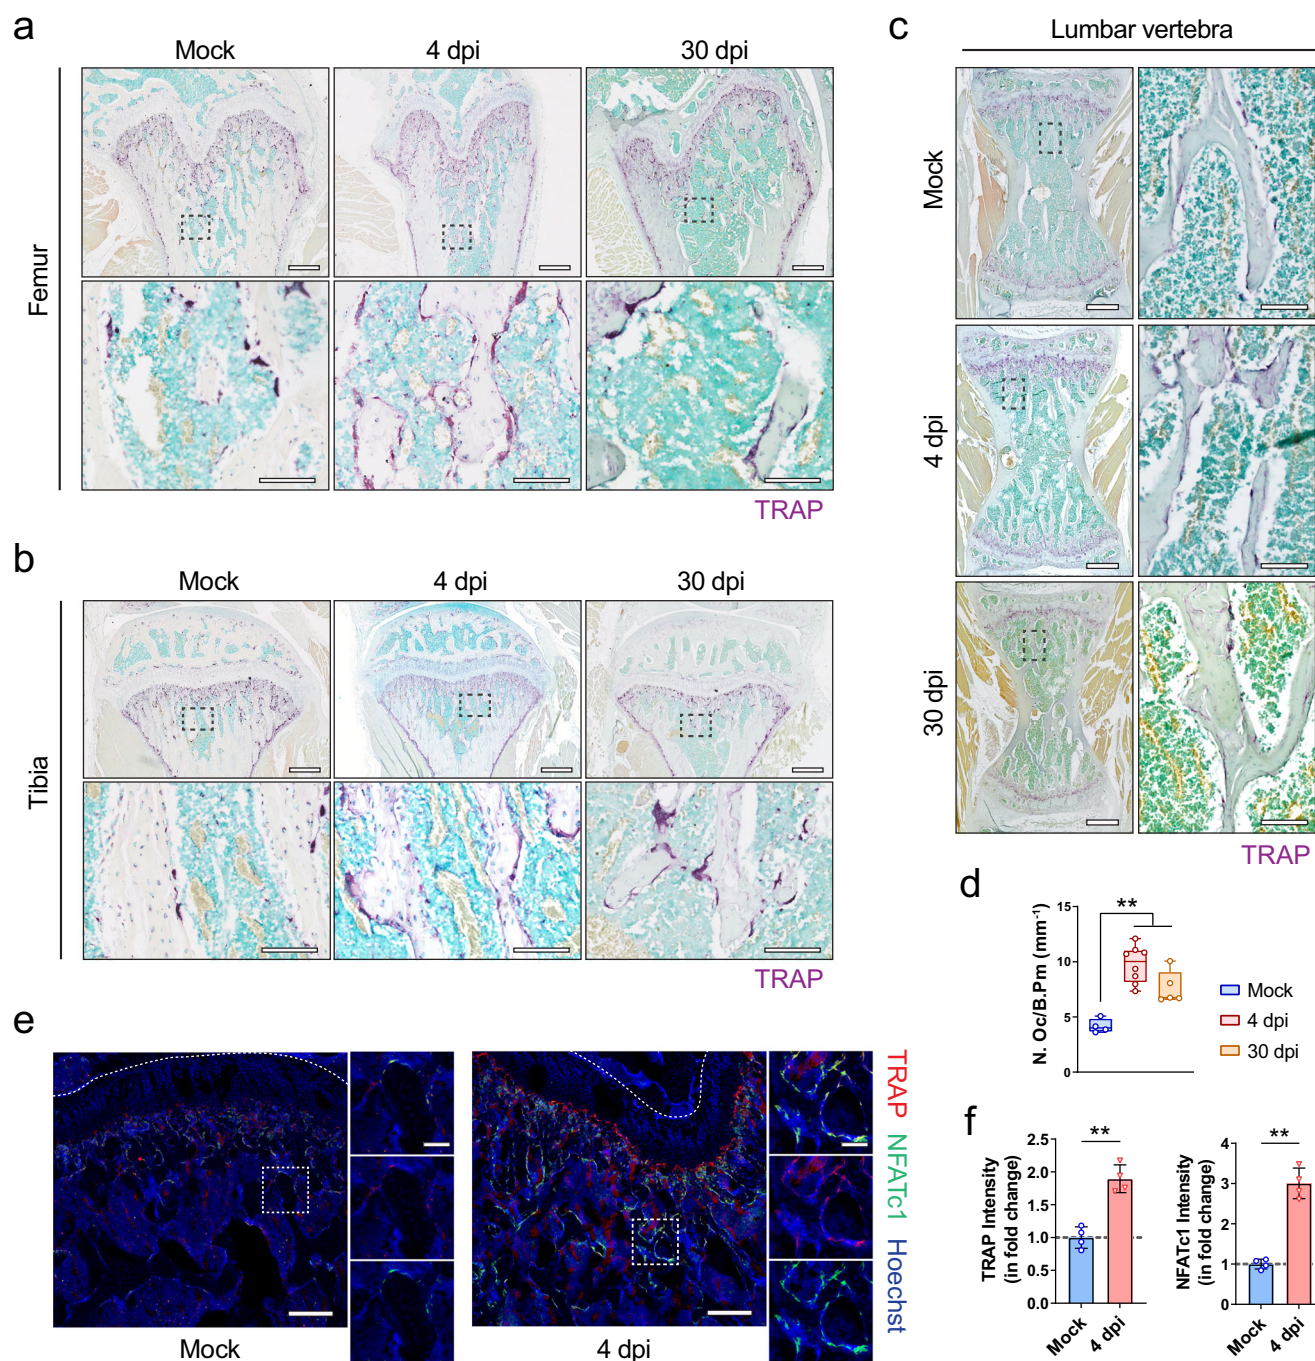 a
Mock
4 dpi
30 dpi
Femur
TRAP
b
Mock
4 dpi
30 dpi
Tibia
TRAP
c
Lumbar vertebra
Mock
4 dpi
30 dpi
TRAP
d
N. Oc/B.Pm (mm⁻¹)
15
10
5
0
**
Mock
4 dpi
30 dpi
e
Mock
4 dpi
TRAP NFATc1 Hoechst
f
TRAP Intensity
(in fold change)
2.5
2.0
1.5
1.0
0.5
0.0
**
Mock
4 dpi
NFATc1 Intensity
(in fold change)
4
3
2
1
0
**
Mock
4 dpi